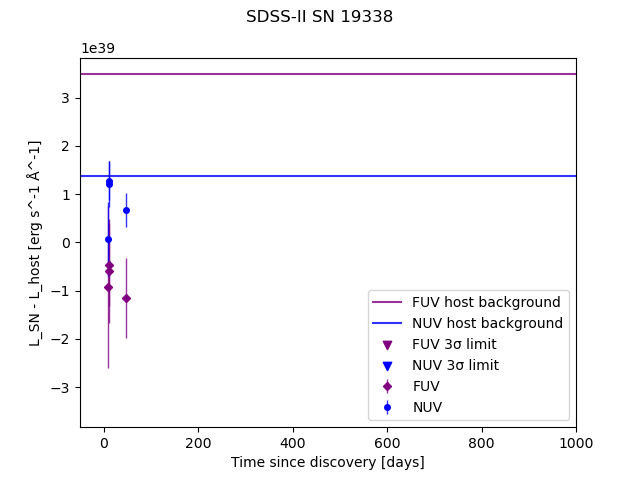 SDSS-II SN 19338
1e39
L_SN - L_host [erg s^-1 Å^-1]
3
2
1
0
−1
−2
−3
FUV host background
NUV host background
FUV 3σ limit
NUV 3σ limit
FUV
NUV
0 200 400 600 800 1000
Time since discovery [days]